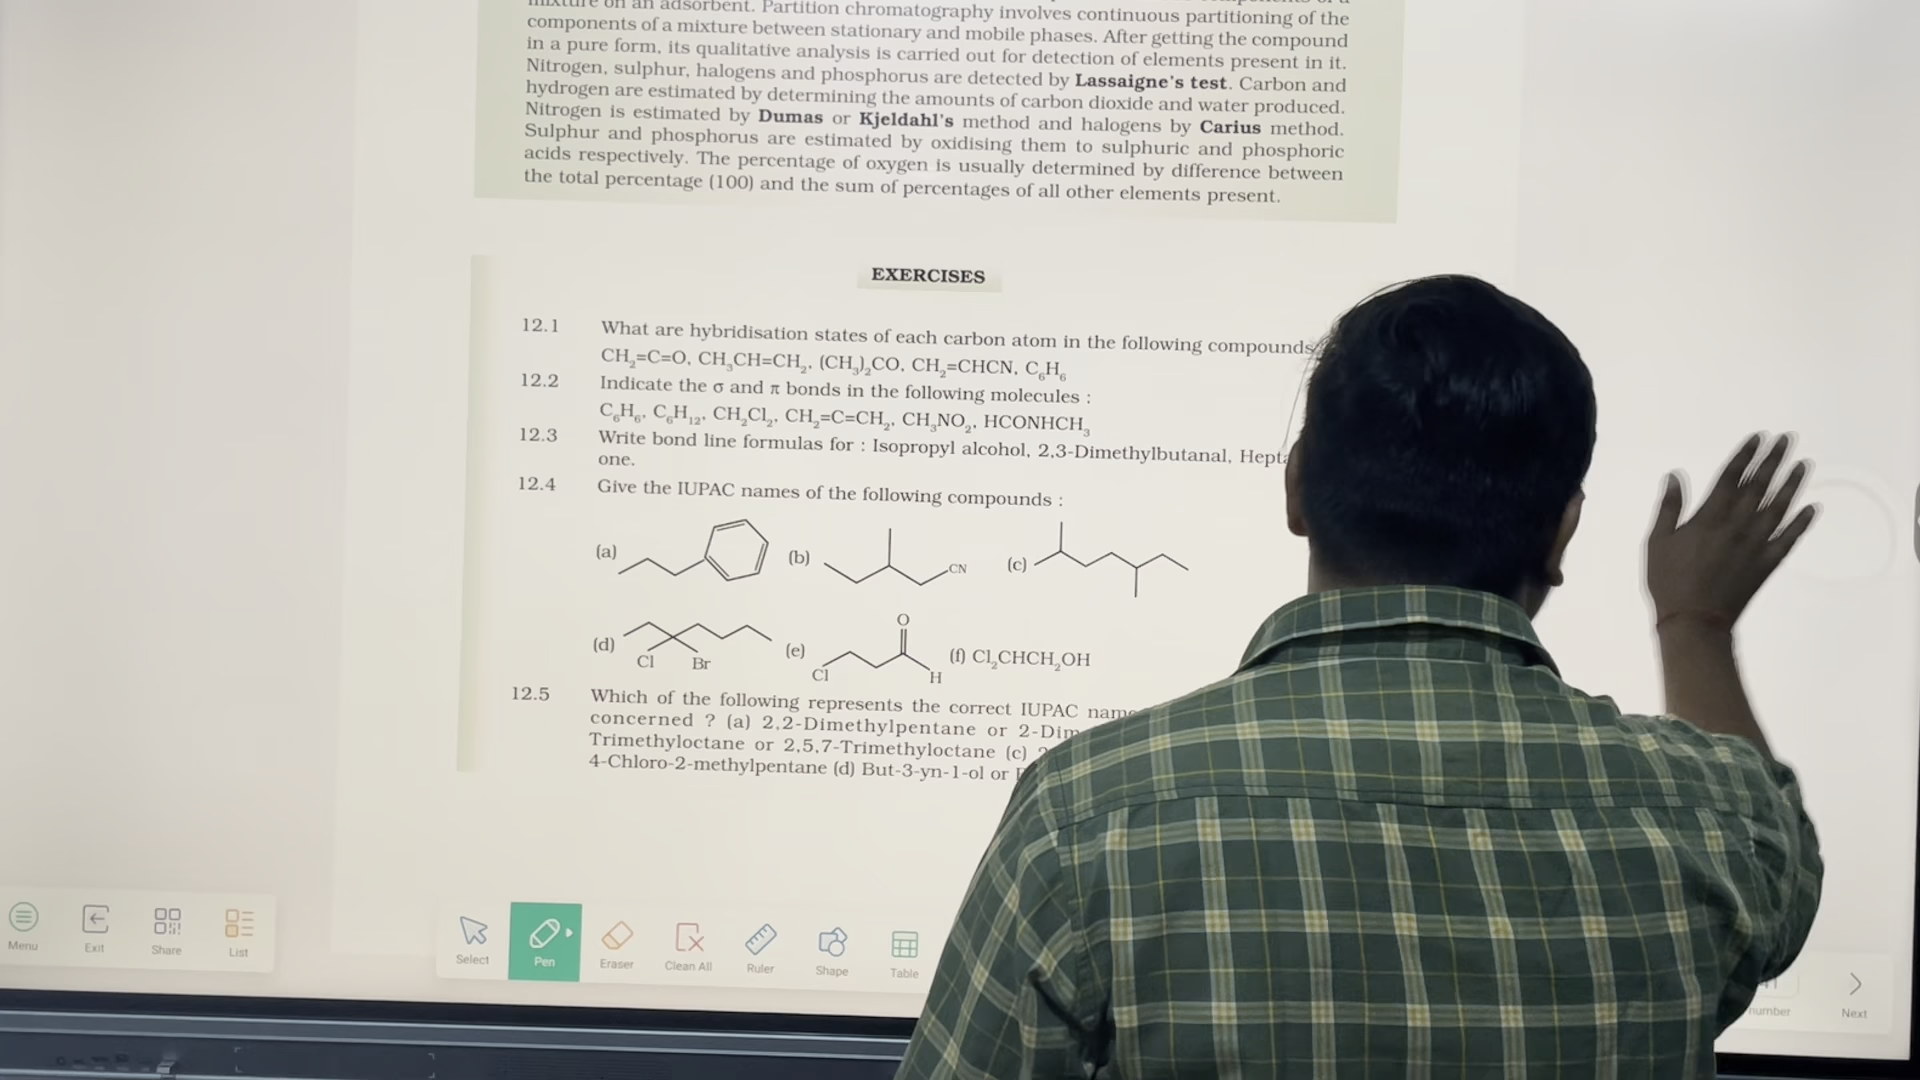 mixture on an adsorbent. Partition chromatography involves continuous partitioning of the
components of a mixture between stationary and mobile phases. After getting the compound
in a pure form, its qualitative analysis is carried out for detection of elements present in it.
Nitrogen, sulphur, halogens and phosphorus are detected by Lassaigne's test. Carbon and
hydrogen are estimated by determining the amounts of carbon dioxide and water produced.
Nitrogen is estimated by Dumas or Kjeldahl's method and halogens by Carius method.
Sulphur and phosphorus are estimated by oxidising them to sulphuric and phosphoric
acids respectively. The percentage of oxygen is usually determined by difference between
the total percentage (100) and the sum of percentages of all other elements present.
EXERCISES
12.1 What are hybridisation states of each carbon atom in the following compounds
CH₂=C=O, CH₃CH=CH₂, (CH₃)₂CO, CH₂=CHCN, C₆H₆
12.2 Indicate the σ and π bonds in the following molecules :
C₆H₆, C₆H₁₂, CH₂Cl₂, CH₂=C=CH₂, CH₃NO₂, HCONHCH₃
12.3 Write bond line formulas for : Isopropyl alcohol, 2,3-Dimethylbutanal,
one.
12.4 Give the IUPAC names of the following compounds :
(a) (b) CN (c)
(d) Cl Br (e) O Cl H (f) Cl₂CHCH₂OH
12.5 Which of the following represents the correct IUPAC
concerned ? (a) 2,2-Dimethylpentane or
Trimethyloctane or 2,5,7-Trimethyloctane (c)
4-Chloro-2-methylpentane (d) But-3-yn-1-ol or
Menu Exit Share List Select Pen Eraser Clean All Ruler Shape Table number Next